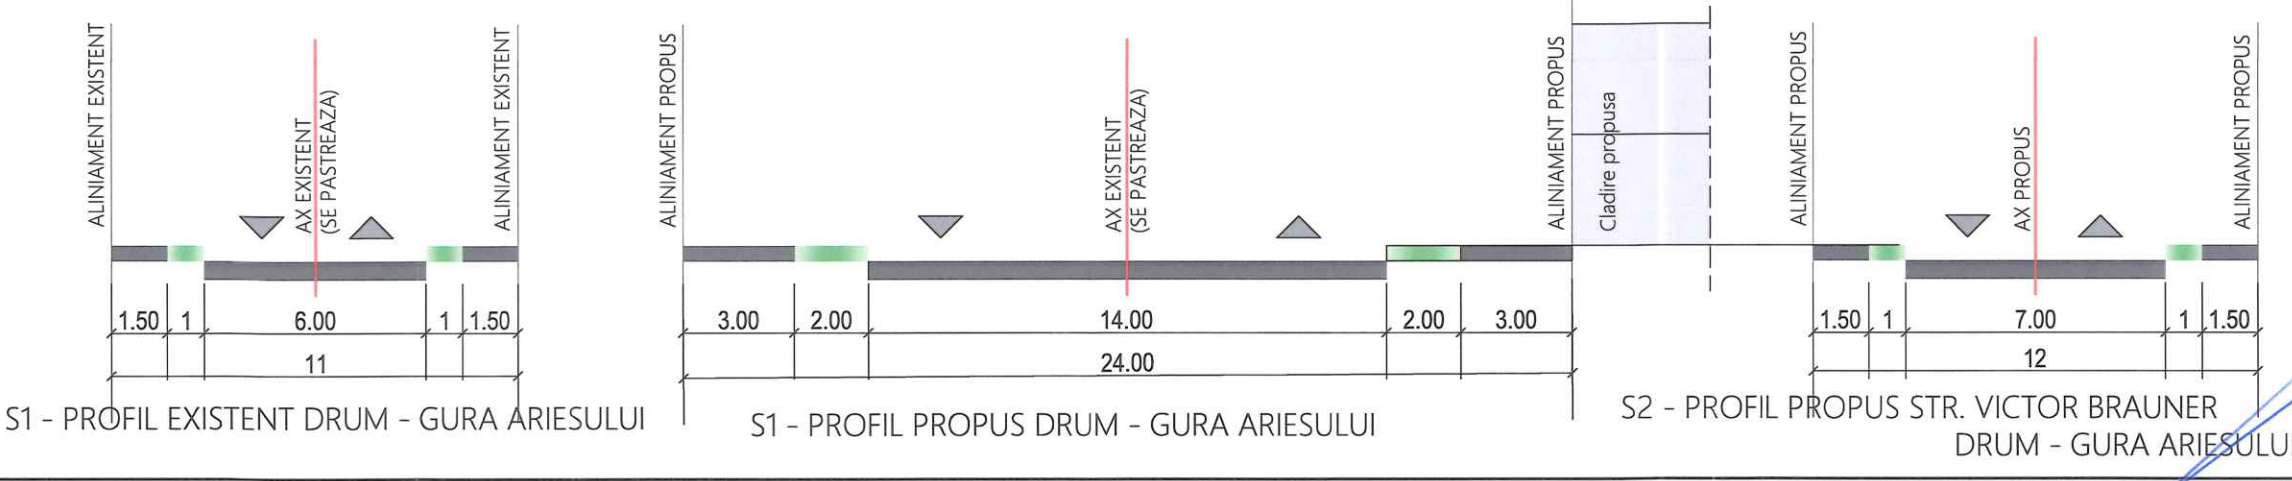 ALINIAMENT EXISTENT
AX EXISTENT
(SE PASTREAZA)
ALINIAMENT EXISTENT
1.50 1 6.00 1 1.50
11
S1 - PROFIL EXISTENT DRUM - GURA ARIESULUI
ALINIAMENT PROPUS
AX EXISTENT
(SE PASTREAZA)
ALINIAMENT PROPUS
Cladire propusa
3.00 2.00 14.00 2.00 3.00
24.00
S1 - PROFIL PROPUS DRUM - GURA ARIESULUI
ALINIAMENT PROPUS
AX PROPUS
ALINIAMENT PROPUS
1.50 1 7.00 1 1.50
12
S2 - PROFIL PROPUS STR. VICTOR BRAUNER
DRUM - GURA ARIESULUI